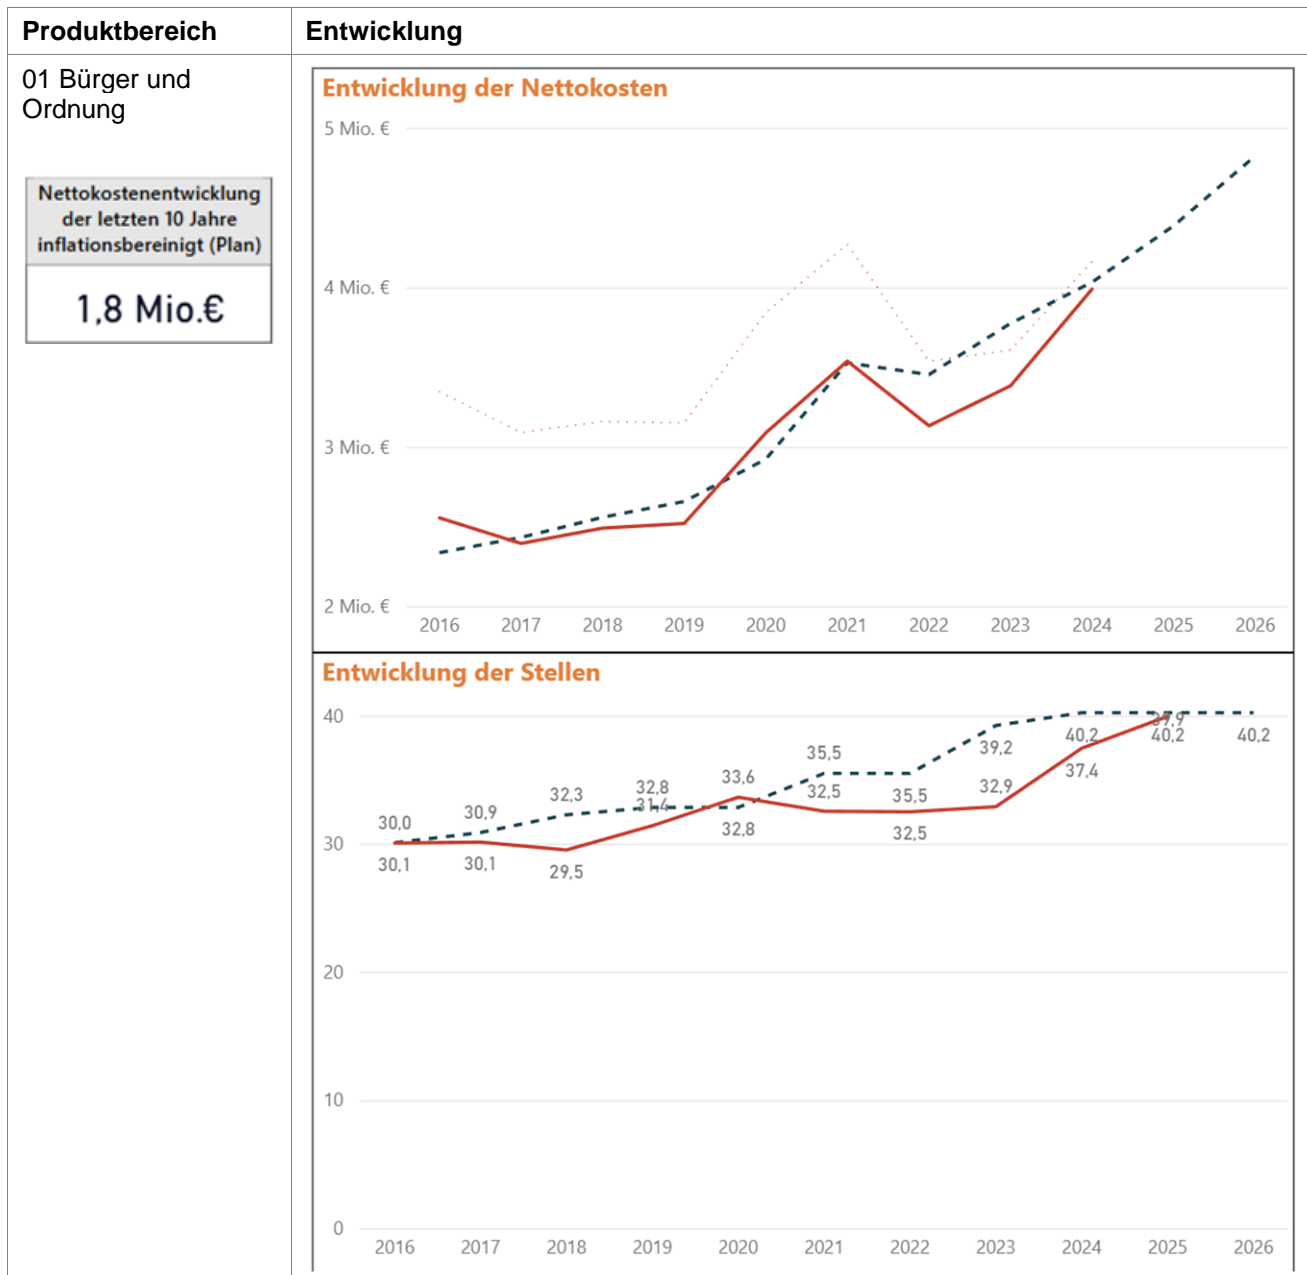 Produktbereich
Entwicklung
01 Bürger und
Ordnung
Nettokostenentwicklung
der letzten 10 Jahre
inflationsbereinigt (Plan)
1,8 Mio.€
Entwicklung der Nettokosten
5 Mio. €
4 Mio. €
3 Mio. €
2 Mio. €
2016 2017 2018 2019 2020 2021 2022 2023 2024 2025 2026
Entwicklung der Stellen
40
30
20
10
0
30,0 30,9 32,3 32,8 33,6 35,5 35,5 39,2 40,2 40,2 40,2
30,1 30,1 29,5 31,4 32,8 32,5 32,5 32,9 37,4 39,9
2016 2017 2018 2019 2020 2021 2022 2023 2024 2025 2026